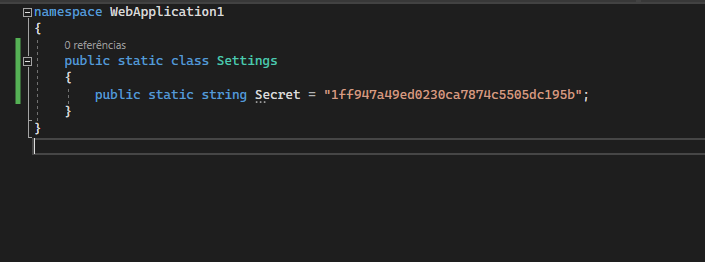 namespace WebApplication1
{
0 referências
public static class Settings
{
public static string Secret = "1ff947a49ed0230ca7874c5505dc195b";
}
}